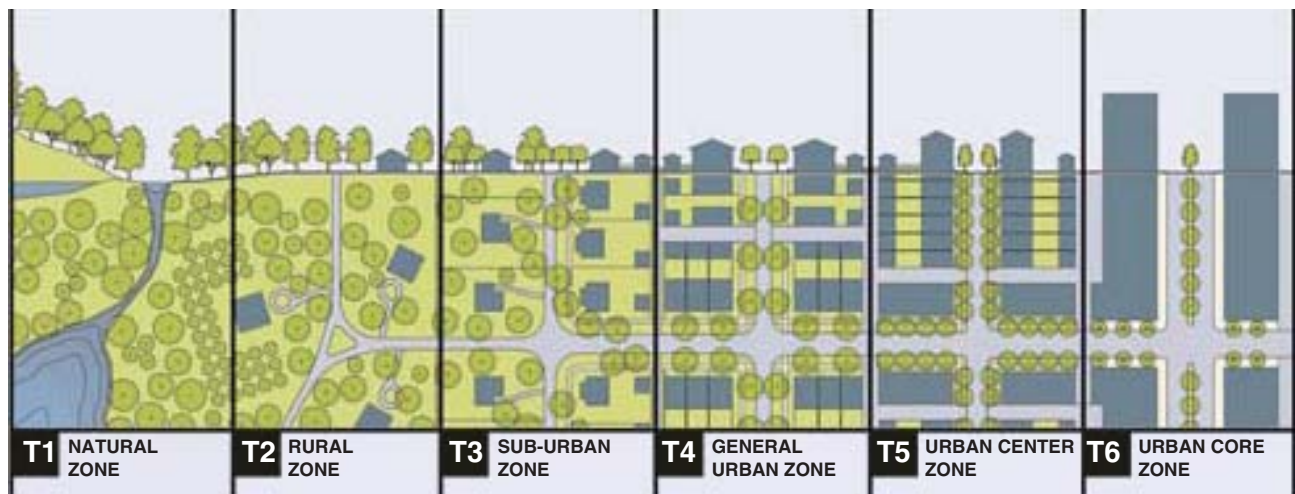 T1 NATURAL
ZONE
T2 RURAL
ZONE
T3 SUB-URBAN
ZONE
T4 GENERAL
URBAN ZONE
T5 URBAN CENTER
ZONE
T6 URBAN CORE
ZONE